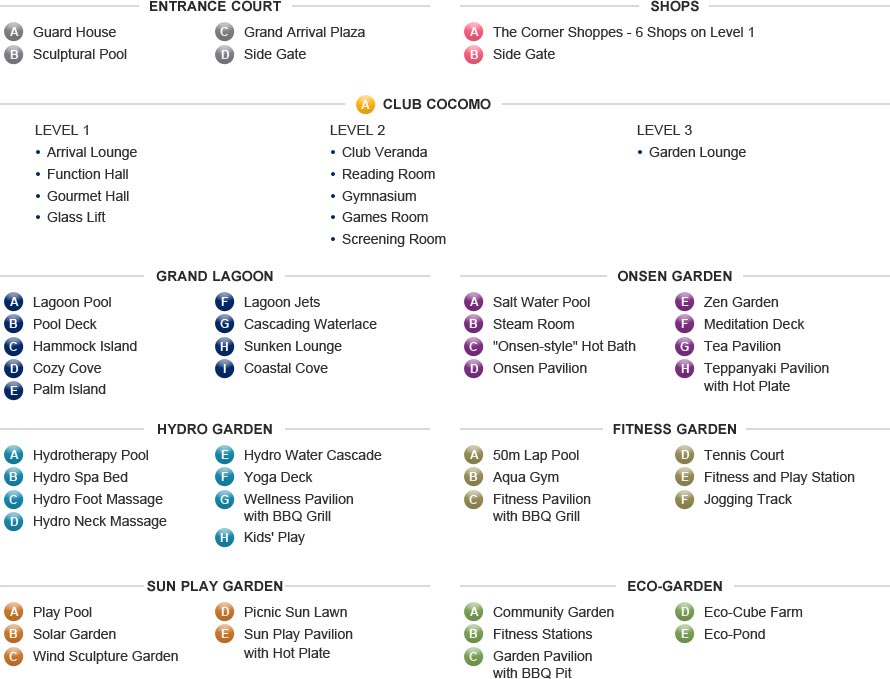 ENTRANCE COURT
A Guard House
B Sculptural Pool
C Grand Arrival Plaza
D Side Gate
SHOPS
A The Corner Shoppes - 6 Shops on Level 1
B Side Gate
A CLUB COCOMO
LEVEL 1
• Arrival Lounge
• Function Hall
• Gourmet Hall
• Glass Lift
LEVEL 2
• Club Veranda
• Reading Room
• Gymnasium
• Games Room
• Screening Room
LEVEL 3
• Garden Lounge
GRAND LAGOON
A Lagoon Pool
B Pool Deck
C Hammock Island
D Cozy Cove
E Palm Island
F Lagoon Jets
G Cascading Waterlace
H Sunken Lounge
I Coastal Cove
ONSEN GARDEN
A Salt Water Pool
B Steam Room
C "Onsen-style" Hot Bath
D Onsen Pavilion
E Zen Garden
F Meditation Deck
G Tea Pavilion
H Teppanyaki Pavilion
with Hot Plate
HYDRO GARDEN
A Hydrotherapy Pool
B Hydro Spa Bed
C Hydro Foot Massage
D Hydro Neck Massage
E Hydro Water Cascade
F Yoga Deck
G Wellness Pavilion
with BBQ Grill
H Kids' Play
FITNESS GARDEN
A 50m Lap Pool
B Aqua Gym
C Fitness Pavilion
with BBQ Grill
D Tennis Court
E Fitness and Play Station
F Jogging Track
SUN PLAY GARDEN
A Play Pool
B Solar Garden
C Wind Sculpture Garden
D Picnic Sun Lawn
E Sun Play Pavilion
with Hot Plate
ECO-GARDEN
A Community Garden
B Fitness Stations
C Garden Pavilion
with BBQ Pit
D Eco-Cube Farm
E Eco-Pond